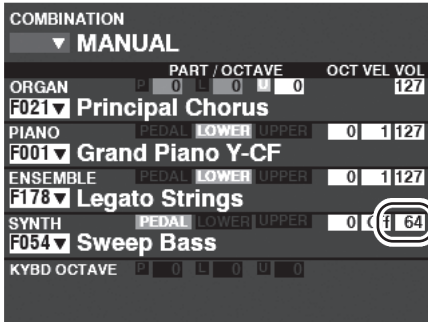 COMBINATION
▼ MANUAL
PART / OCTAVE OCT VEL VOL
ORGAN P 0 L 0 U 0 127
F021▼ Principal Chorus
PIANO PEDAL LOWER UPPER 0 1 127
F001▼ Grand Piano Y-CF
ENSEMBLE PEDAL LOWER UPPER 0 1 127
F178▼ Legato Strings
SYNTH PEDAL LOWER UPPER 0 Off 64
F054▼ Sweep Bass
KYBD OCTAVE P 0 L 0 U 0